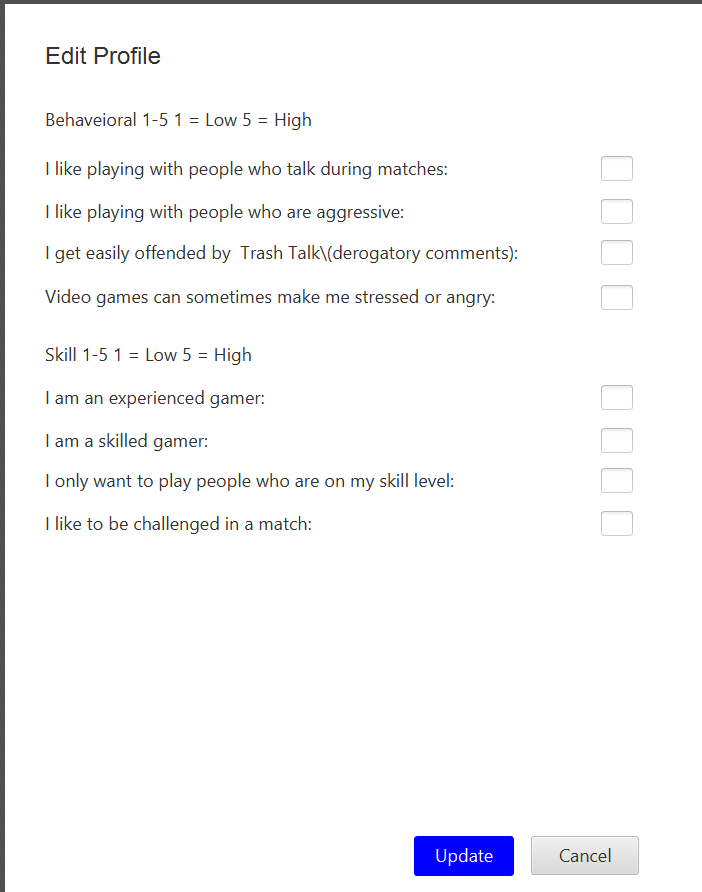 Edit Profile
Behaveioral 1-5 1 = Low 5 = High
I like playing with people who talk during matches:
I like playing with people who are aggressive:
I get easily offended by  Trash Talk\(derogatory comments):
Video games can sometimes make me stressed or angry:
Skill 1-5 1 = Low 5 = High
I am an experienced gamer:
I am a skilled gamer:
I only want to play people who are on my skill level:
I like to be challenged in a match:
Update Cancel